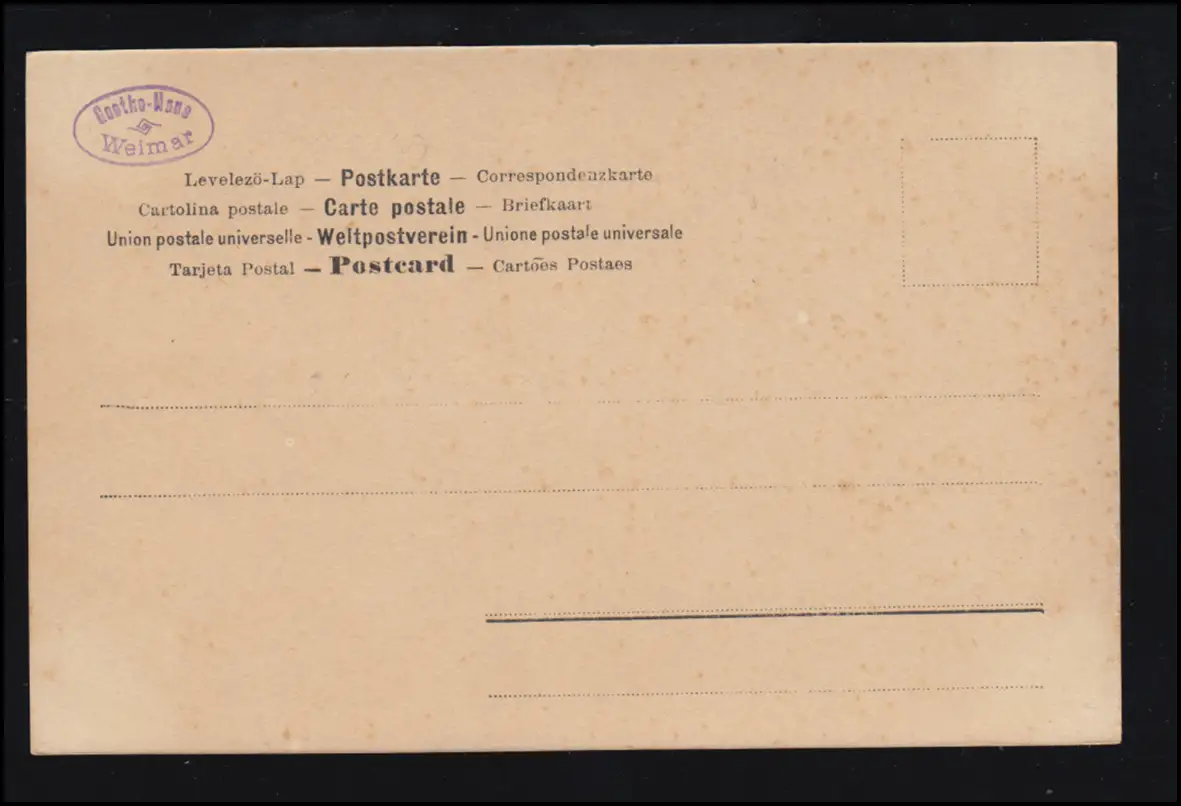 Goethe-Haus
Weimar
Levelezö-Lap — Postkarte — Correspondenzkarte
Cartolina postale — Carte postale — Briefkaart
Union postale universelle - Weltpostverein - Unione postale universale
Tarjeta Postal — Postcard — Cartões Postaes